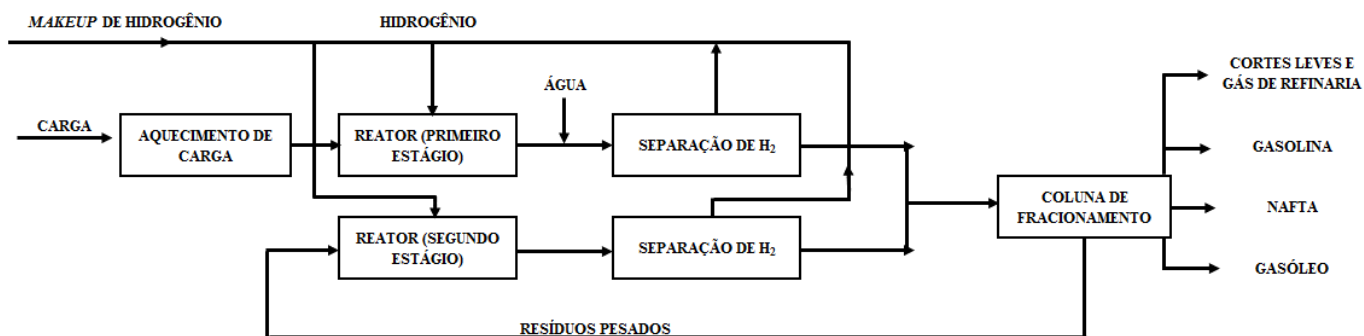 MAKEUP DE HIDROGÊNIO
HIDROGÊNIO
CORTES LEVES E
GÁS DE REFINARIA
ÁGUA
CARGA
AQUECIMENTO DE
CARGA
REATOR (PRIMEIRO
ESTÁGIO)
SEPARAÇÃO DE H₂
GASOLINA
COLUNA DE
FRACIONAMENTO
NAFTA
REATOR (SEGUNDO
ESTÁGIO)
SEPARAÇÃO DE H₂
GASÓLEO
RESÍDUOS PESADOS